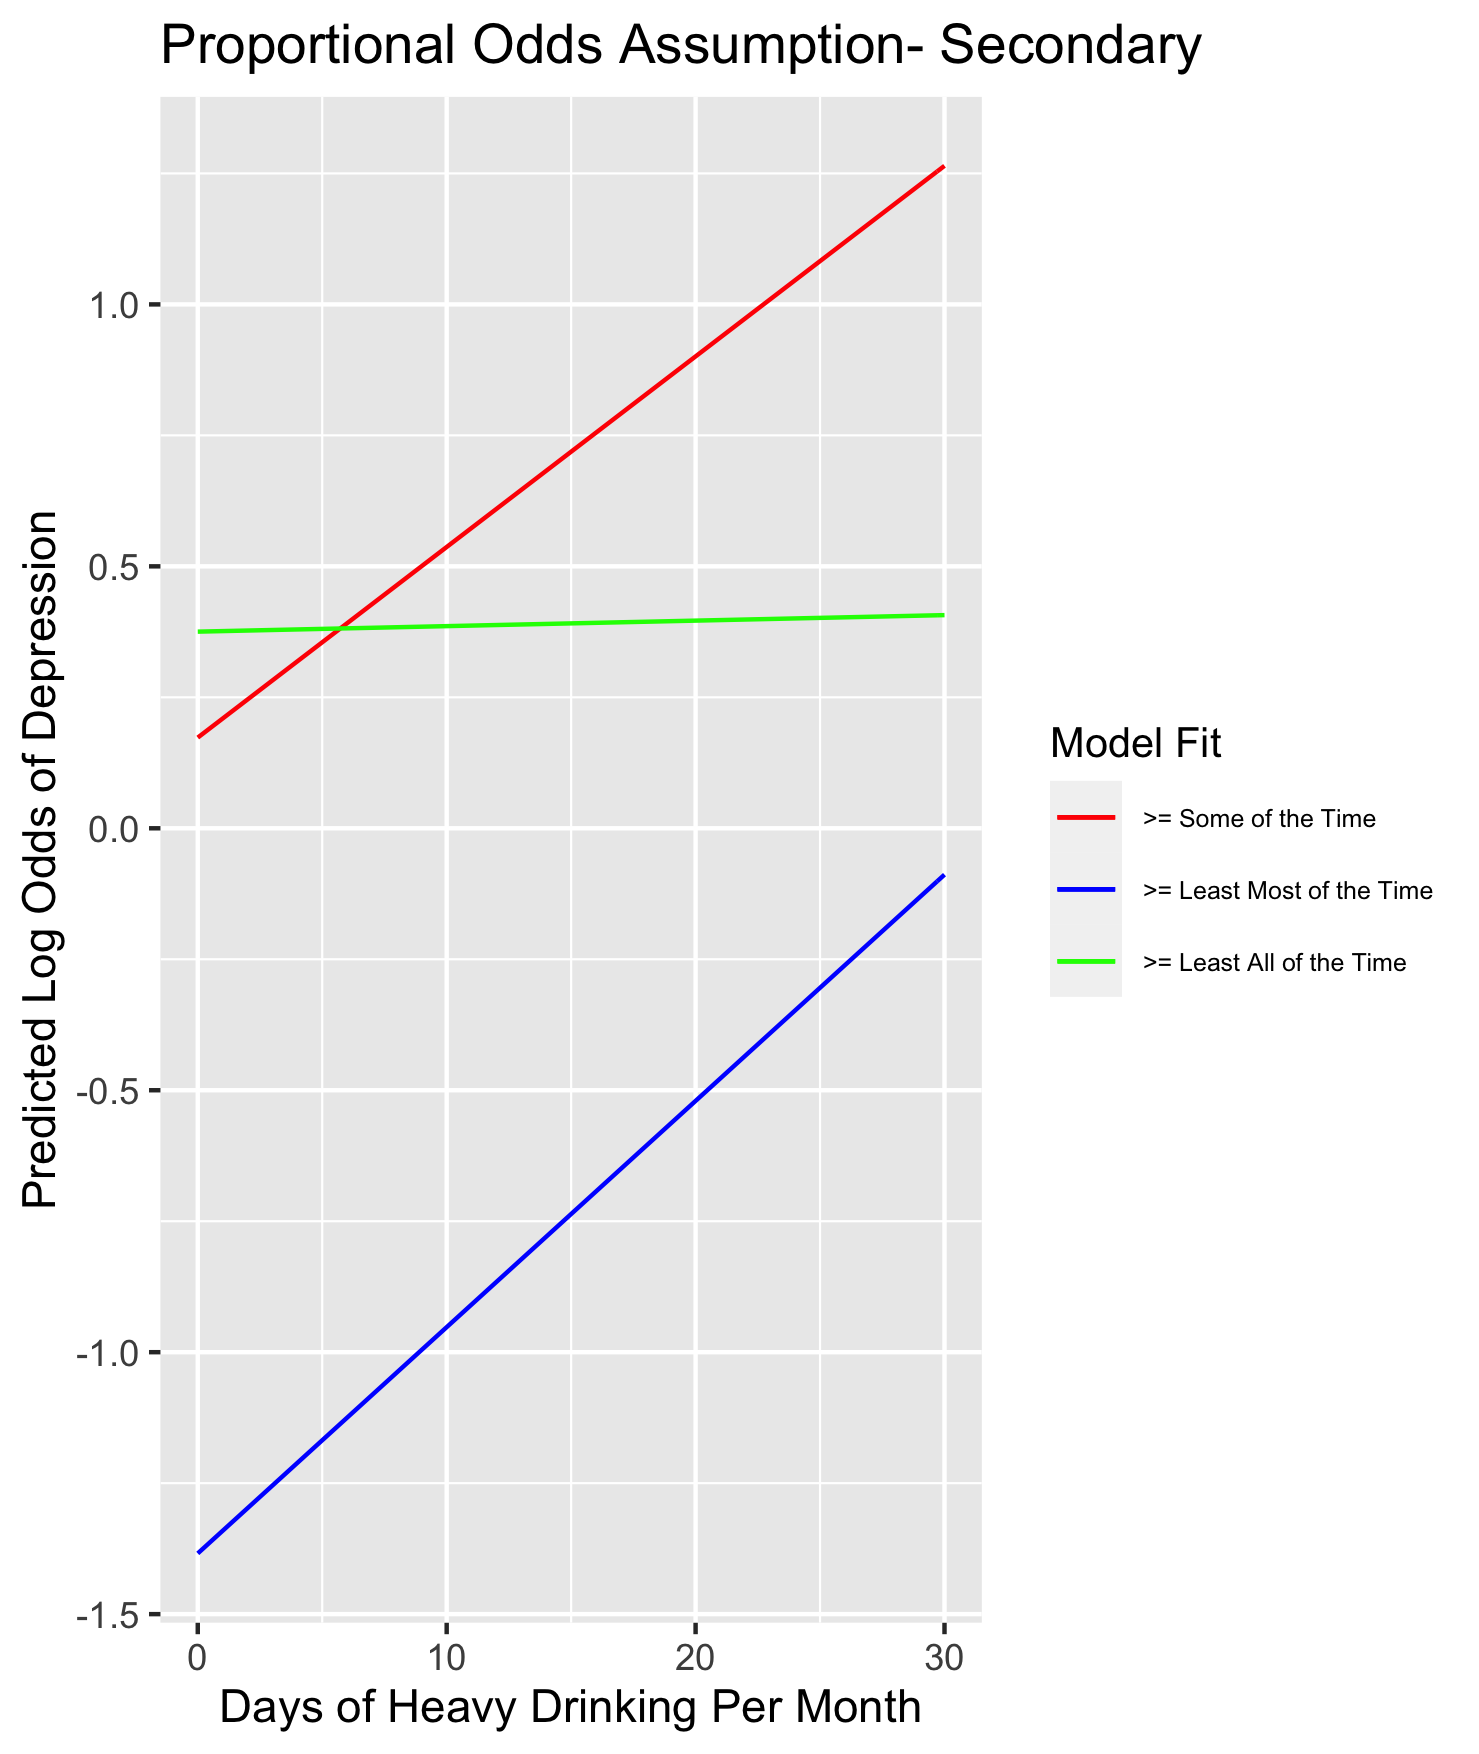 Proportional Odds Assumption- Secondary
Predicted Log Odds of Depression
1.0
0.5
0.0
-0.5
-1.0
-1.5
0 10 20 30
Days of Heavy Drinking Per Month
Model Fit
>= Some of the Time
>= Least Most of the Time
>= Least All of the Time